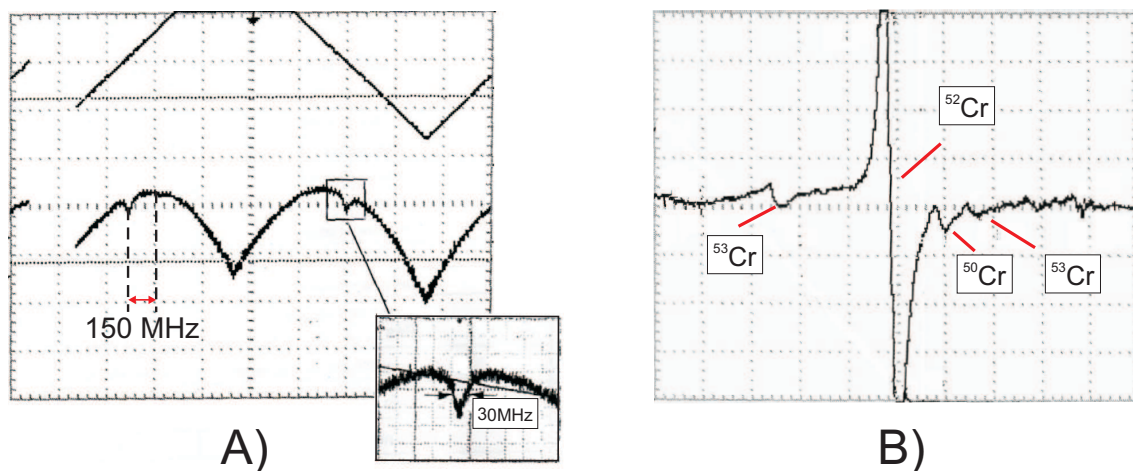 150 MHz
30MHz
A)
⁵²Cr
⁵³Cr
⁵⁰Cr
⁵³Cr
B)